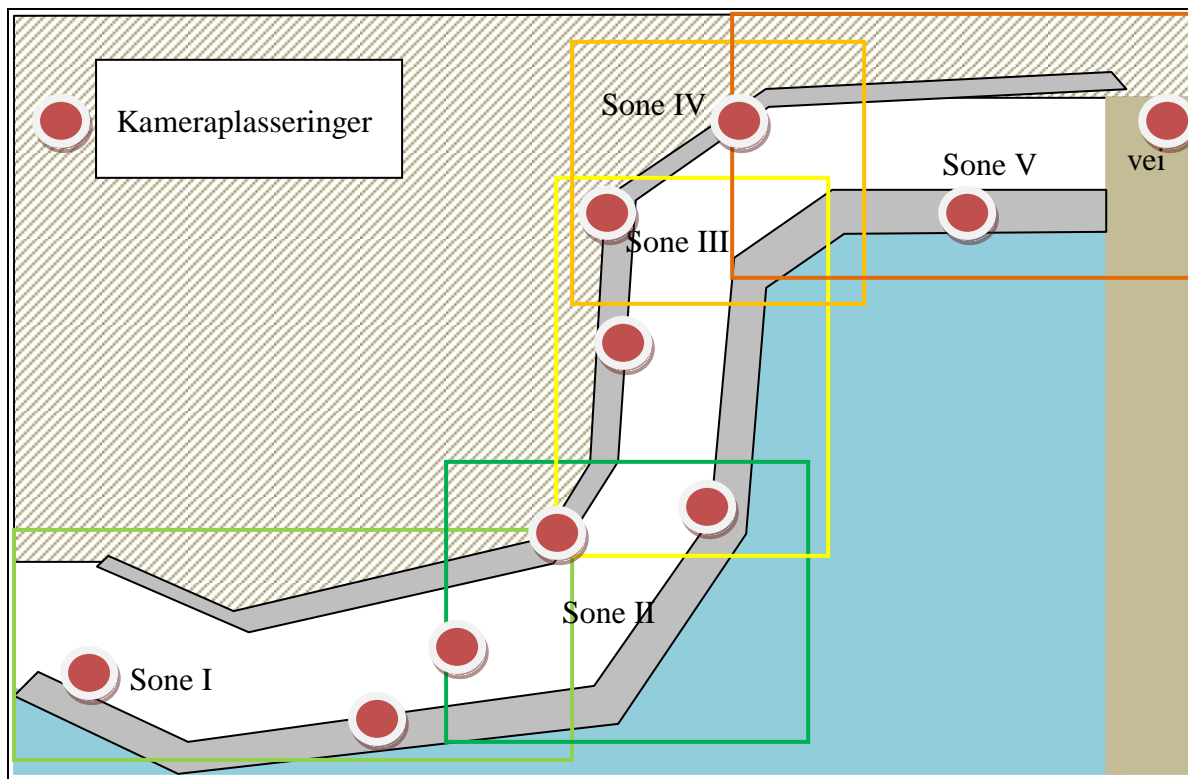 Sone IV
Kameraplasseringer
vei
Sone V
Sone III
Sone II
Sone I